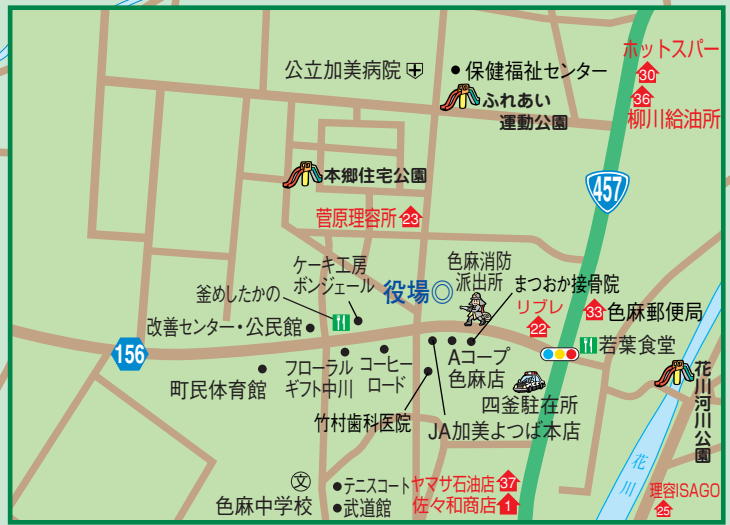 ホットスパー
30
36
柳川給油所
公立加美病院
保健福祉センター
ふれあい
運動公園
457
本郷住宅公園
菅原理容所 23
ケーキ工房
ボンジェール
釜めしたかの
役場
色麻消防
派出所
まつおか接骨院
リブレ
22
33 色麻郵便局
改善センター・公民館
156
町民体育館
フローラル
ギフト中川
コーヒー
ロード
Aコープ
色麻店
若葉食堂
四釜駐在所
竹村歯科医院
JA加美よつば本店
花川河川公園
花川
文
色麻中学校
テニスコート
武道館
ヤマサ石油店 37
佐々和商店 1
理容ISAGO
25